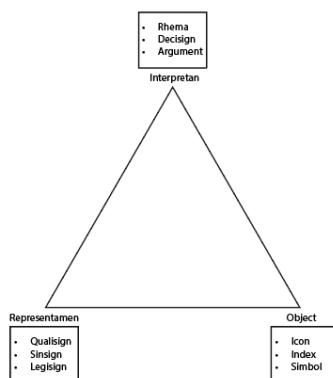 • Rhema
• Decisign
• Argument
Interpretan
Representamen
• Qualisign
• Sinsign
• Legisign
Object
• Icon
• Index
• Simbol